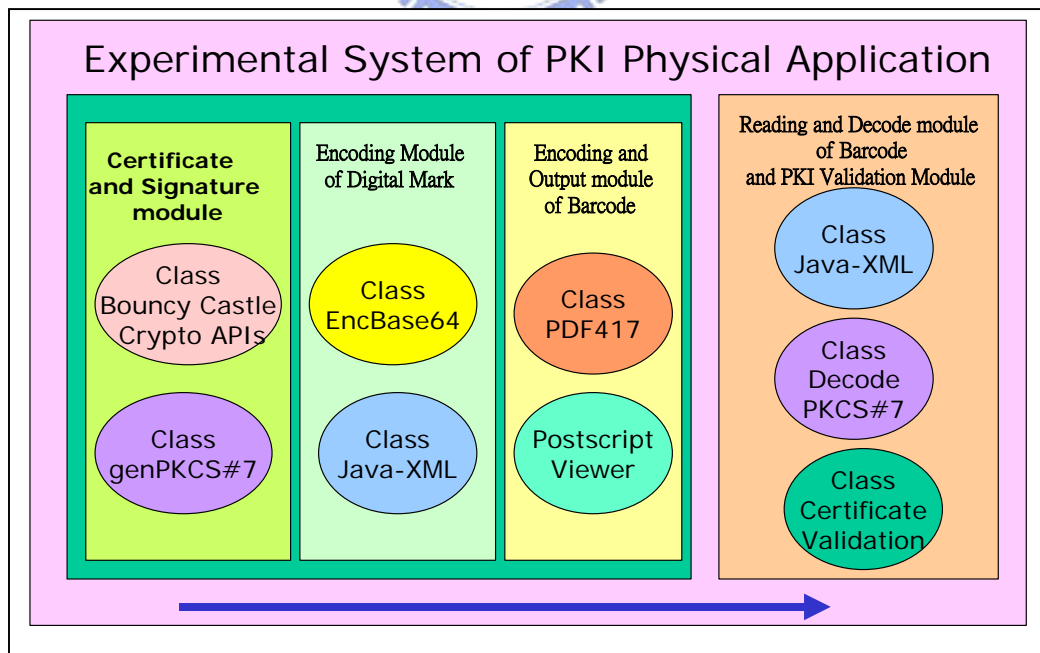 Experimental System of PKI Physical Application
Certificate
and Signature
module
Class
Bouncy Castle
Crypto APIs
Class
genPKCS#7
Encoding Module
of Digital Mark
Class
EncBase64
Class
Java-XML
Encoding and
Output module
of Barcode
Class
PDF417
Postscript
Viewer
Reading and Decode module
of Barcode
and PKI Validation Module
Class
Java-XML
Class
Decode
PKCS#7
Class
Certificate
Validation